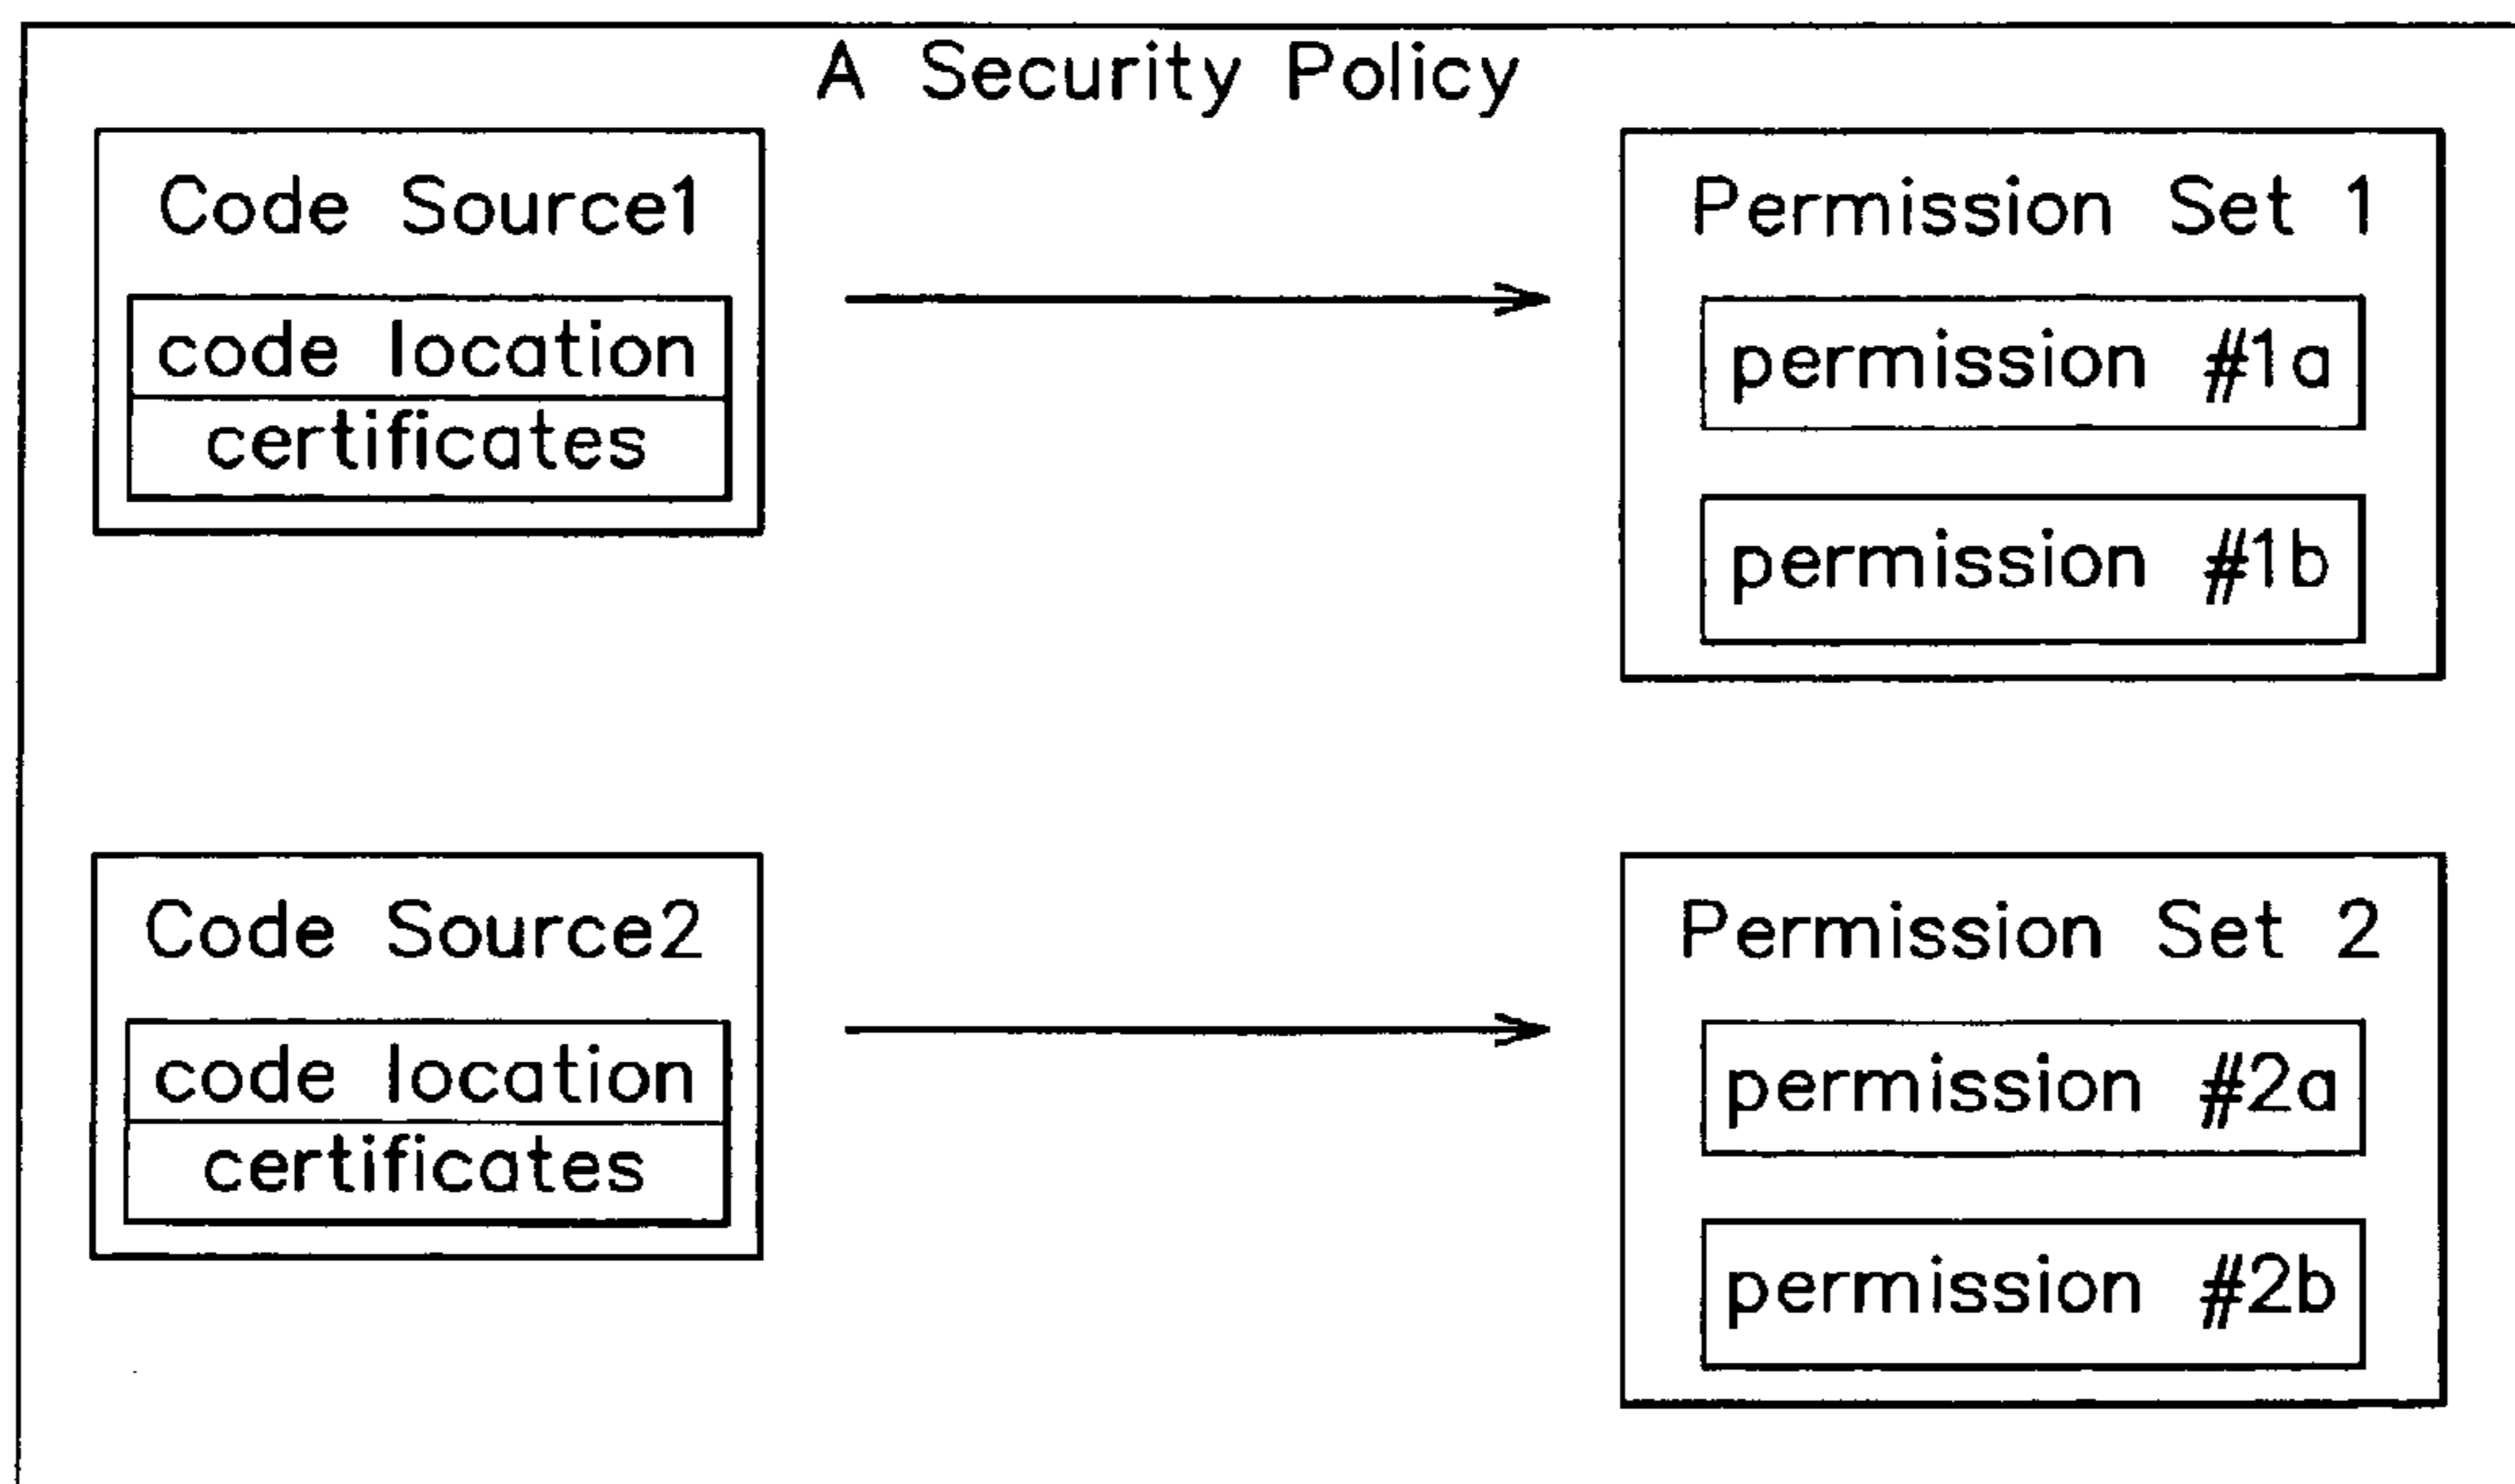 A Security Policy
Code Source1
code location
certificates
Permission Set 1
permission #1a
permission #1b
Code Source2
code location
certificates
Permission Set 2
permission #2a
permission #2b